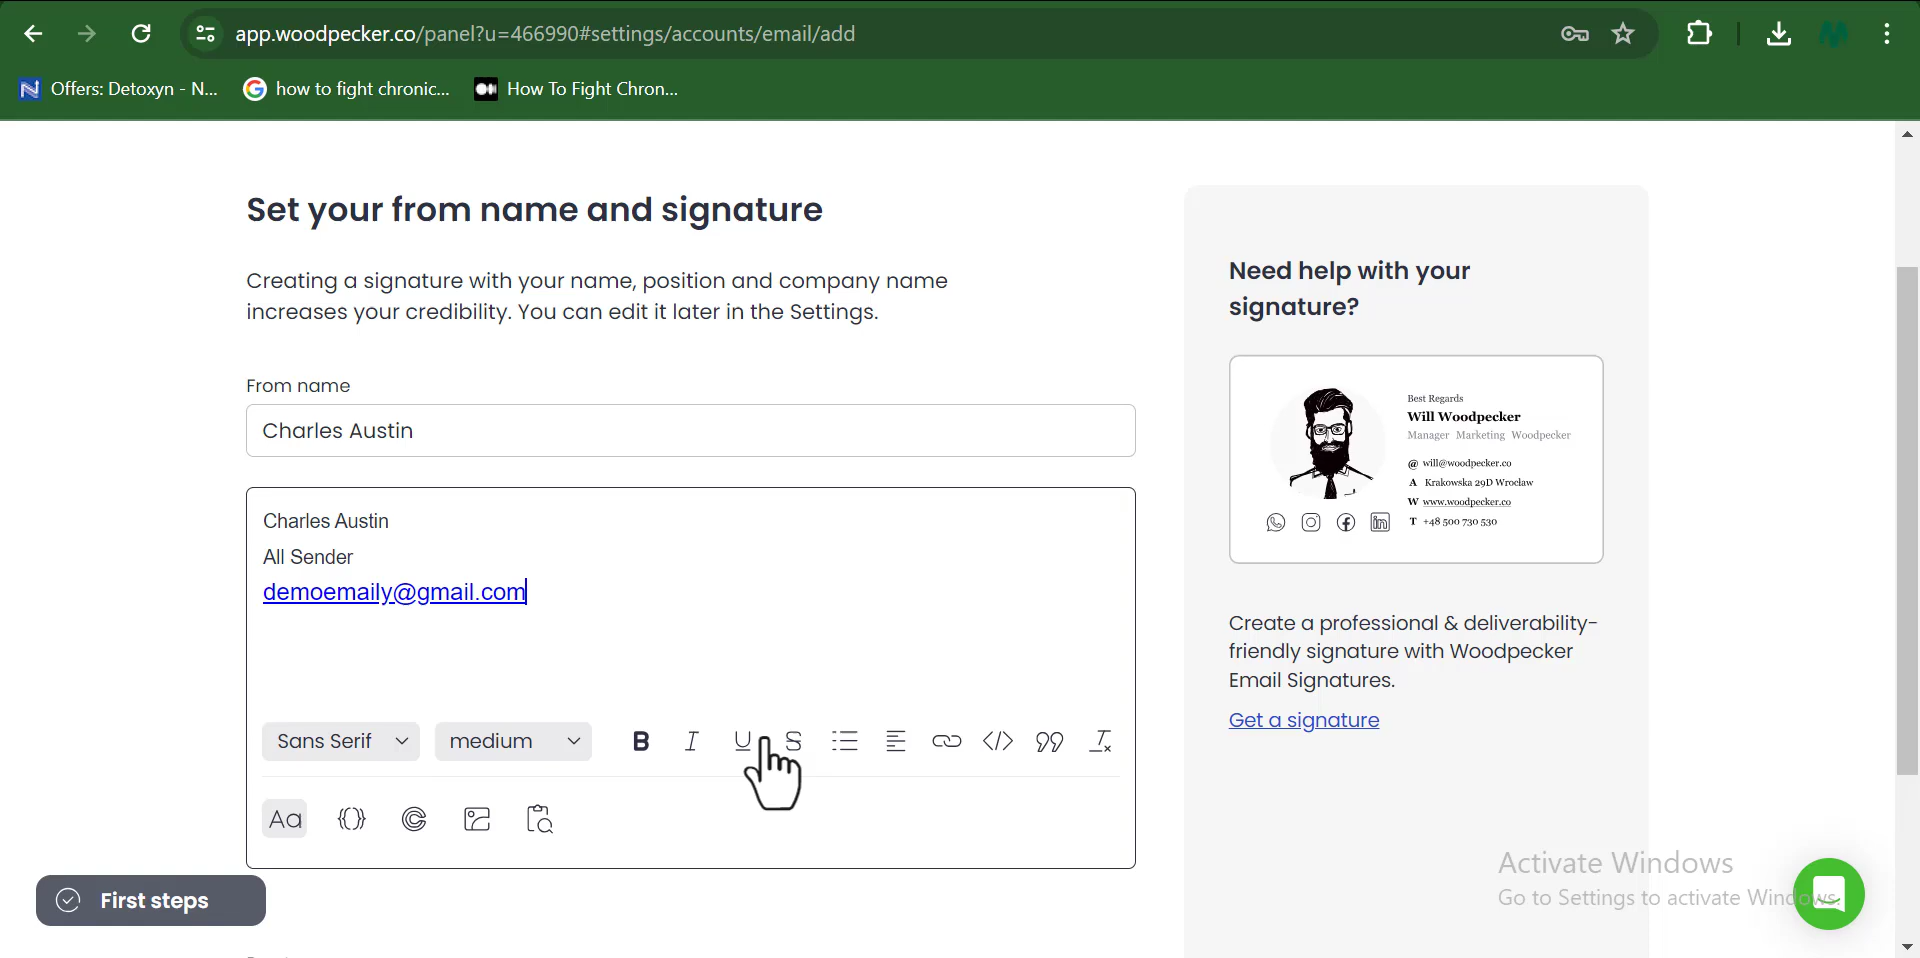 app.woodpecker.co/panel?u=466990#settings/accounts/email/add
Offers: Detoxyn - N...
how to fight chronic...
How To Fight Chron...
Set your from name and signature
Creating a signature with your name, position and company name
increases your credibility. You can edit it later in the Settings.
From name
Charles Austin
Charles Austin
All Sender
demoemaily@gmail.com
Sans Serif
medium
B I U S
Aa
First steps
Need help with your
signature?
Best Regards
Will Woodpecker
Manager Marketing Woodpecker
@ will@woodpecker.co
A Krakowska 29D Wrocław
W www.woodpecker.co
T +48 500 730 530
Create a professional & deliverability-
friendly signature with Woodpecker
Email Signatures.
Get a signature
Activate Windows
Go to Settings to activate Windows.